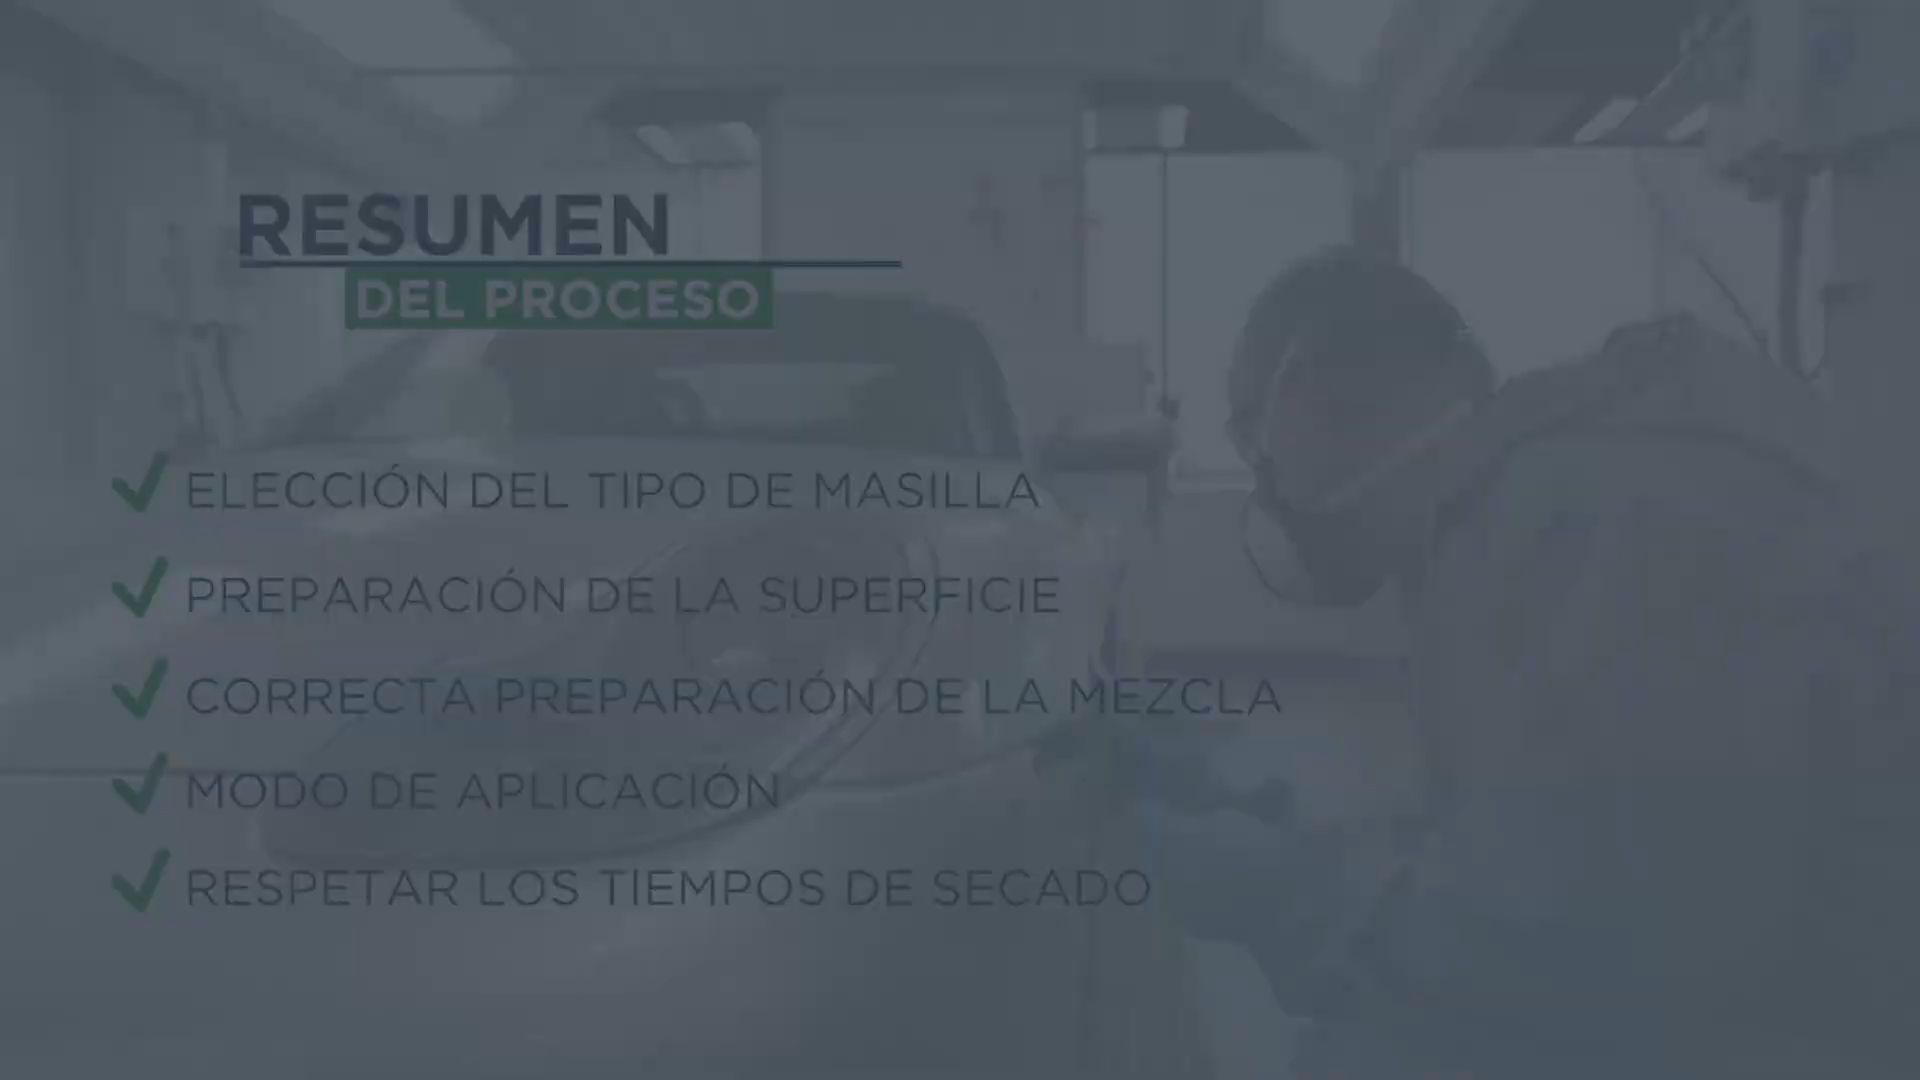 RESUMEN
DEL PROCESO
ELECCIÓN DEL TIPO DE MASILLA
PREPARACIÓN DE LA SUPERFICIE
CORRECTA PREPARACIÓN DE LA MEZCLA
MODO DE APLICACIÓN
RESPETAR LOS TIEMPOS DE SECADO